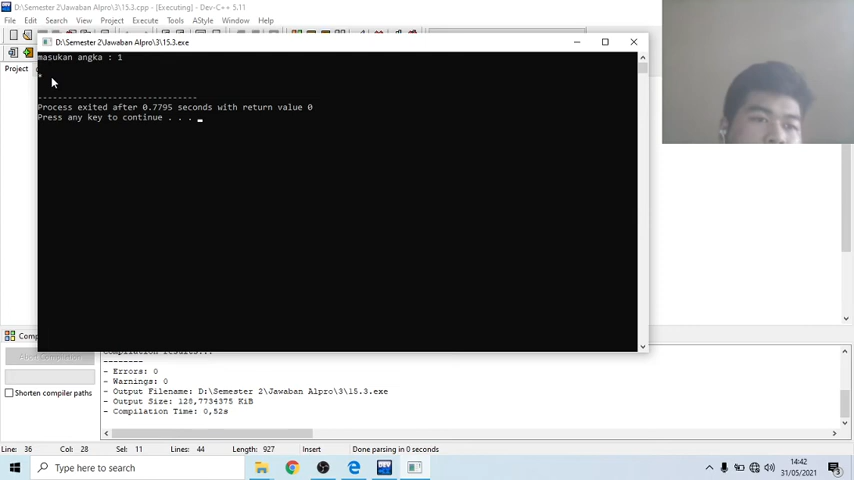 D:\Semester 2\Jawaban Alpro\3\15.3.cpp - [Executing] - Dev-C++ 5.11
File Edit Search View Project Execute Tools AStyle Window Help
D:\Semester 2\Jawaban Alpro\3\15.3.exe
Project
masukan angka : 1
*
--------------------------------
Process exited after 0.7795 seconds with return value 0
Press any key to continue . . .
Abort Compilation
Shorten compiler paths
--------
- Errors: 0
- Warnings: 0
- Output Filename: D:\Semester 2\Jawaban Alpro\3\15.3.exe
- Output Size: 128,7734375 KiB
- Compilation Time: 0,52s
Line: 36 Col: 28 Sel: 11 Lines: 44 Length: 927 Insert Done parsing in 0 seconds
Type here to search
14:42
31/05/2021
3